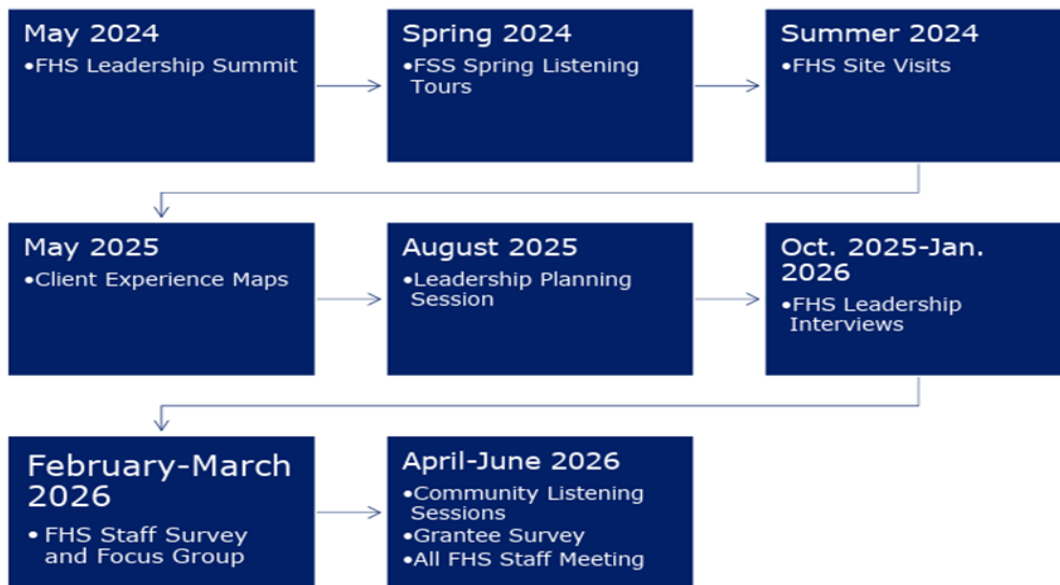 May 2024
•FHS Leadership Summit
Spring 2024
•FSS Spring Listening
Tours
Summer 2024
•FHS Site Visits
May 2025
•Client Experience Maps
August 2025
•Leadership Planning
Session
Oct. 2025-Jan.
2026
•FHS Leadership
Interviews
February-March
2026
• FHS Staff Survey
and Focus Group
April-June 2026
•Community Listening
Sessions
•Grantee Survey
•All FHS Staff Meeting